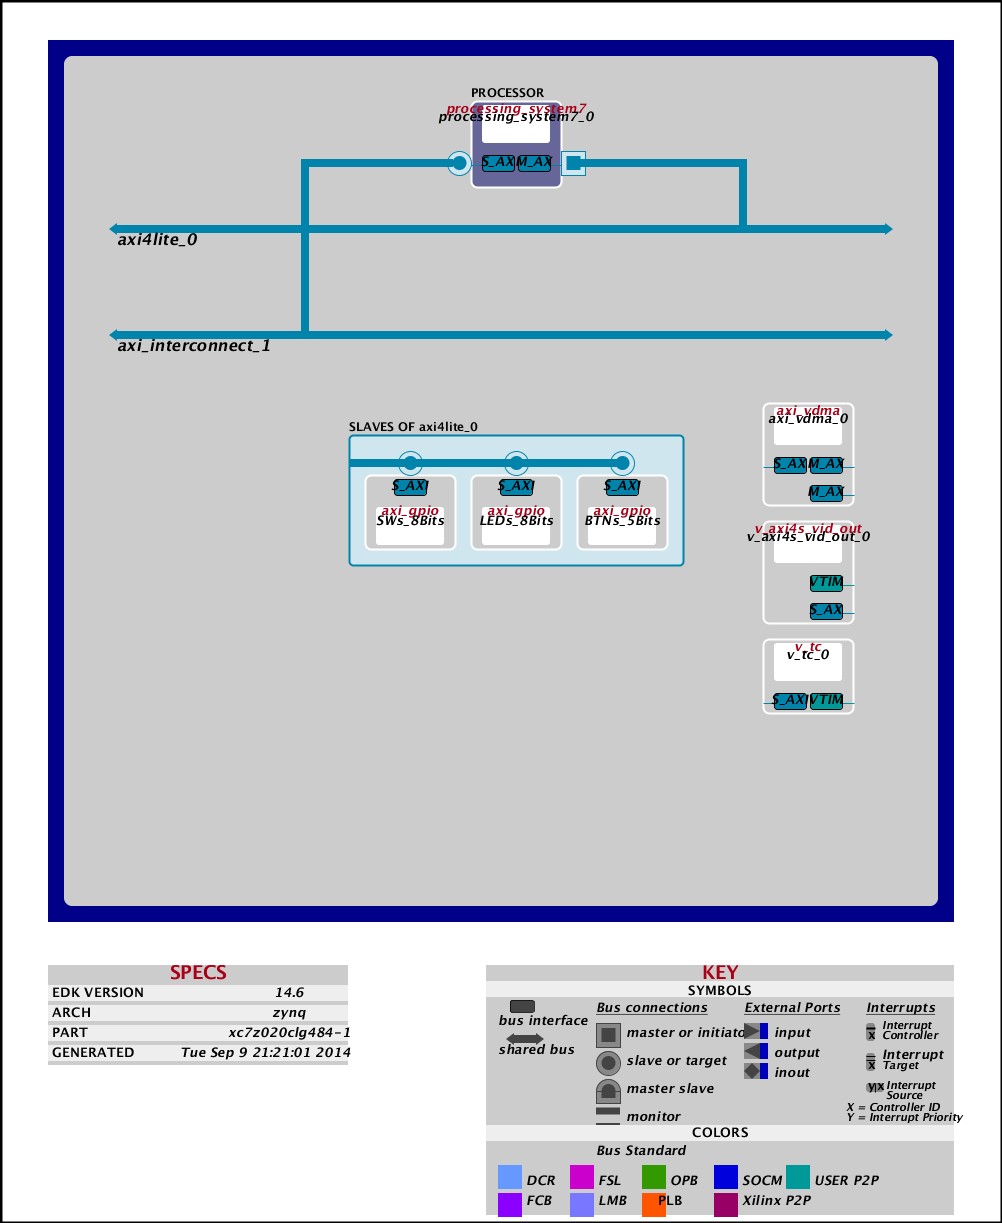 PROCESSOR
processing_system7
processing_system7_0
S_AXI M_AX
axi4lite_0
axi_interconnect_1
SLAVES OF axi4lite_0
S_AXI S_AXI S_AXI
axi_gpio axi_gpio axi_gpio
SWs_8Bits LEDs_8Bits BTNs_5Bits
axi_vdma
axi_vdma_0
S_AXI M_AX
M_AX
v_axi4s_vid_out
v_axi4s_vid_out_0
VTIM
S_AX
v_tc
v_tc_0
S_AXI VTIM
SPECS
EDK VERSION 14.6
ARCH zynq
PART xc7z020clg484-1
GENERATED Tue Sep 9 21:21:01 2014
KEY
SYMBOLS
bus interface
shared bus
Bus connections
master or initiato
slave or target
master slave
monitor
External Ports
input
output
inout
Interrupts
x Interrupt
Controller
x Interrupt
Target
y x Interrupt
Source
X = Controller ID
Y = Interrupt Priority
COLORS
Bus Standard
DCR FSL OPB SOCM USER P2P
FCB LMB PLB Xilinx P2P